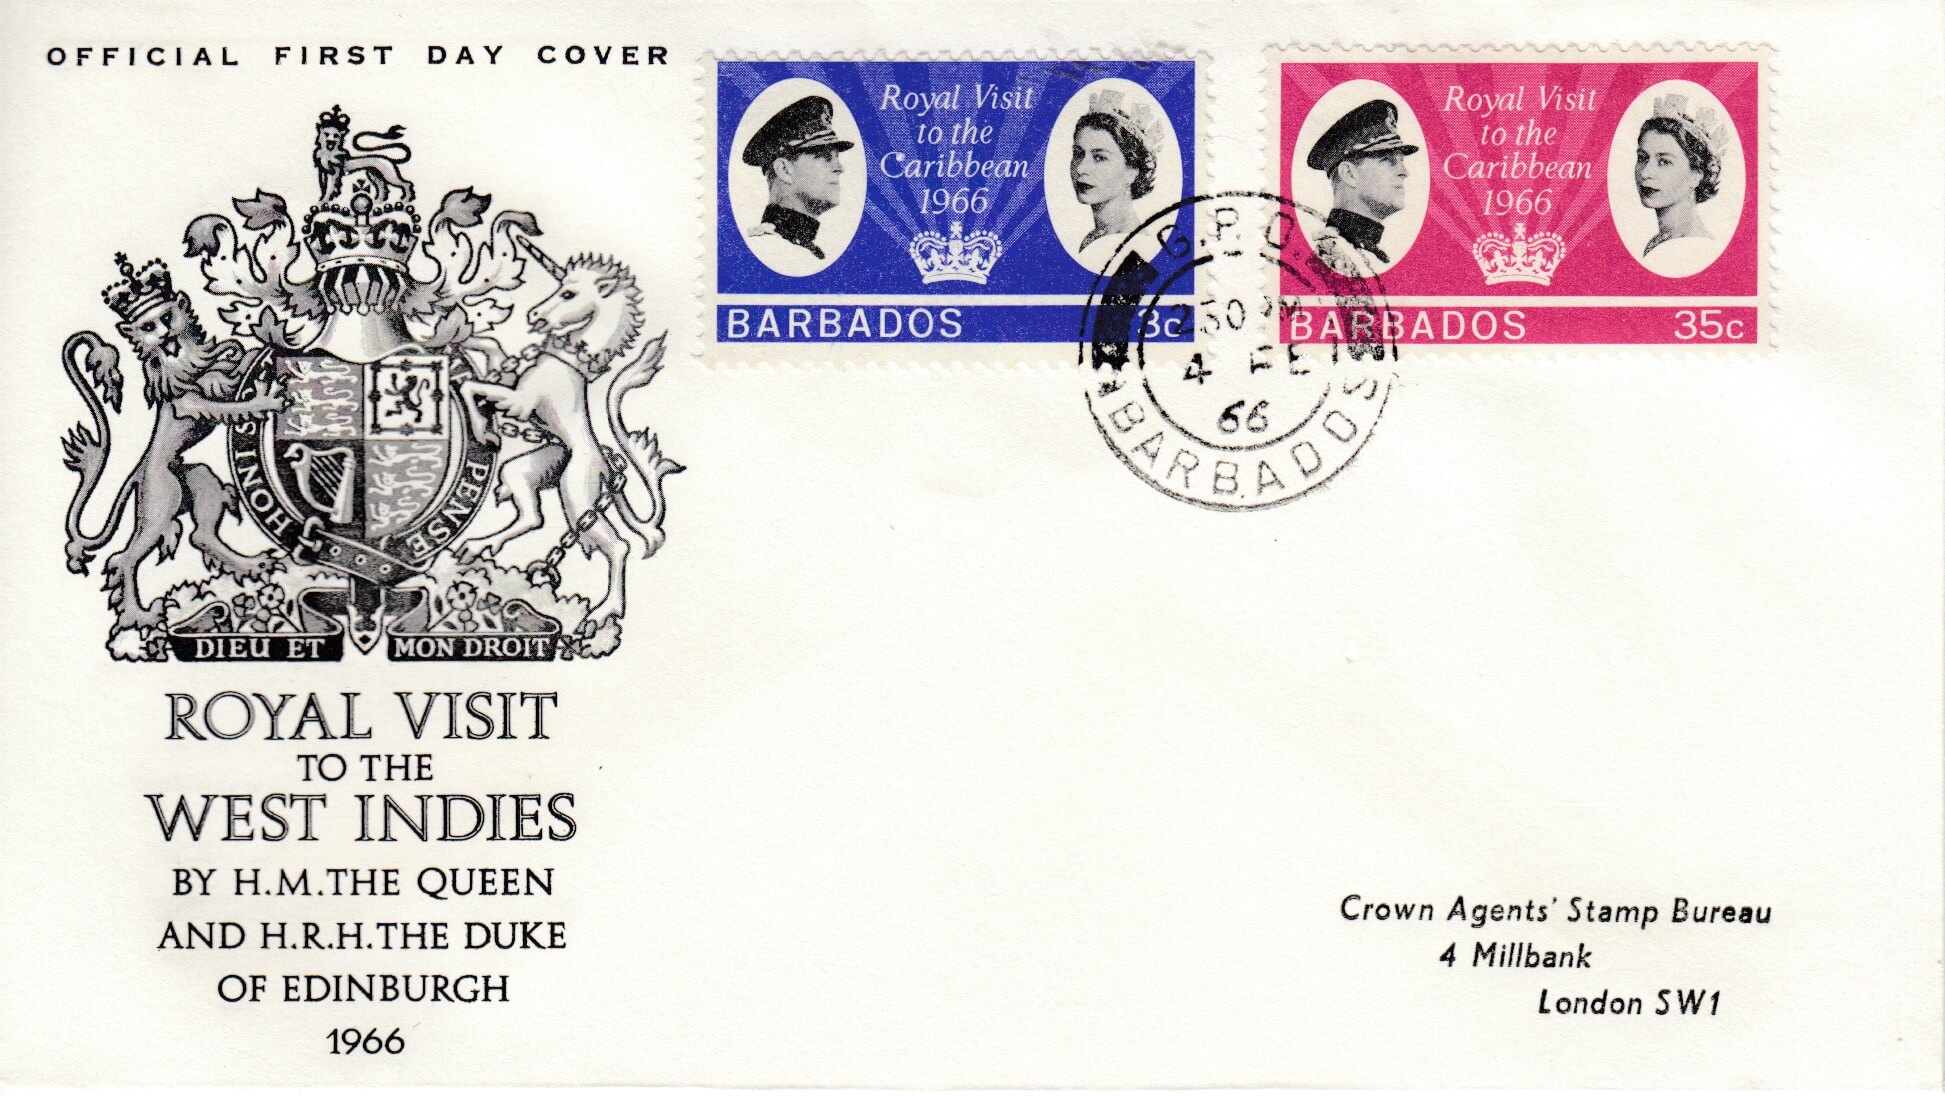 OFFICIAL FIRST DAY COVER
Royal Visit
to the
Caribbean
1966
BARBADOS 3c
Royal Visit
to the
Caribbean
1966
BARBADOS 35c
G.P.O.
4 FE
66
BARBADOS
HONI
PENSE
DIEU ET MON DROIT
ROYAL VISIT
TO THE
WEST INDIES
BY H.M.THE QUEEN
AND H.R.H.THE DUKE
OF EDINBURGH
1966
Crown Agents' Stamp Bureau
4 Millbank
London SW1